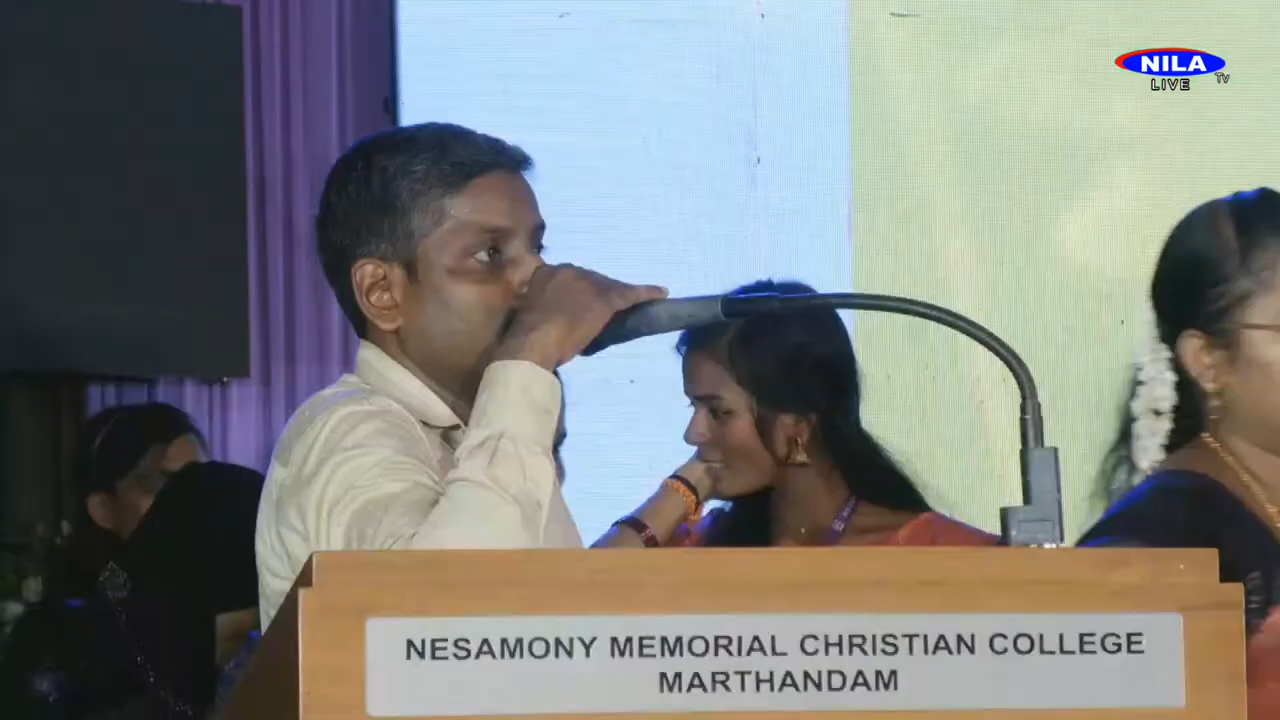 NILA
Tv
LIVE
NESAMONY MEMORIAL CHRISTIAN COLLEGE
MARTHANDAM